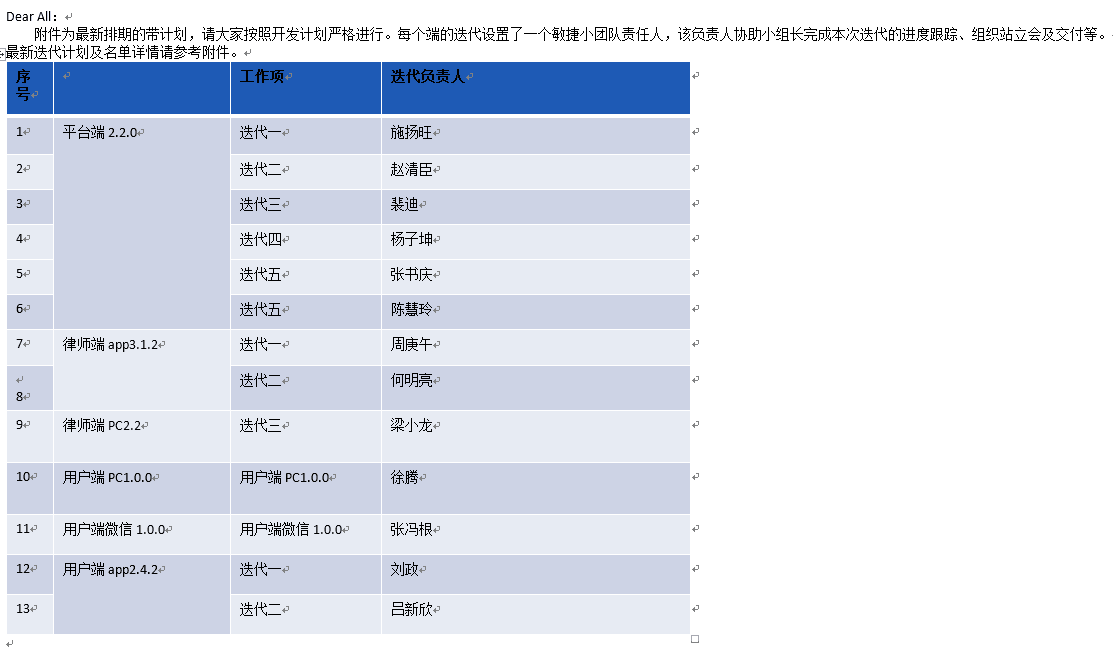 Dear All：
附件为最新排期的带计划，请大家按照开发计划严格进行。每个端的迭代设置了一个敏捷小团队责任人，该负责人协助小组长完成本次迭代的进度跟踪、组织站立会及交付等。
最新迭代计划及名单详情请参考附件。
序号 工作项 迭代负责人
1 平台端 2.2.0 迭代一 施扬旺
2 迭代二 赵清臣
3 迭代三 裴迪
4 迭代四 杨子坤
5 迭代五 张书庆
6 迭代五 陈慧玲
7 律师端 app3.1.2 迭代一 周庚午
8 迭代二 何明亮
9 律师端 PC2.2 迭代三 梁小龙
10 用户端 PC1.0.0 用户端 PC1.0.0 徐腾
11 用户端微信 1.0.0 用户端微信 1.0.0 张冯根
12 用户端 app2.4.2 迭代一 刘政
13 迭代二 吕新欣